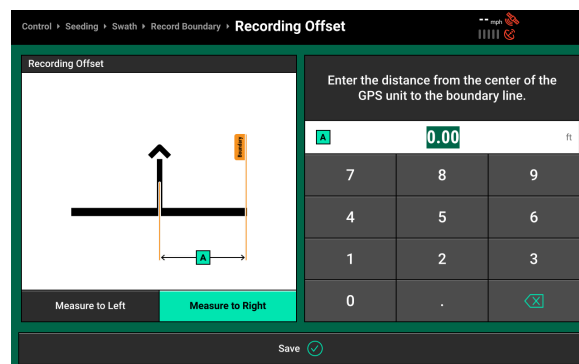 Control ▸ Seeding ▸ Swath ▸ Record Boundary ▸ Recording Offset
-- mph
Recording Offset
Boundary
A
Measure to Left
Measure to Right
Enter the distance from the center of the
GPS unit to the boundary line.
A 0.00 ft
7 8 9
4 5 6
1 2 3
0 .
Save